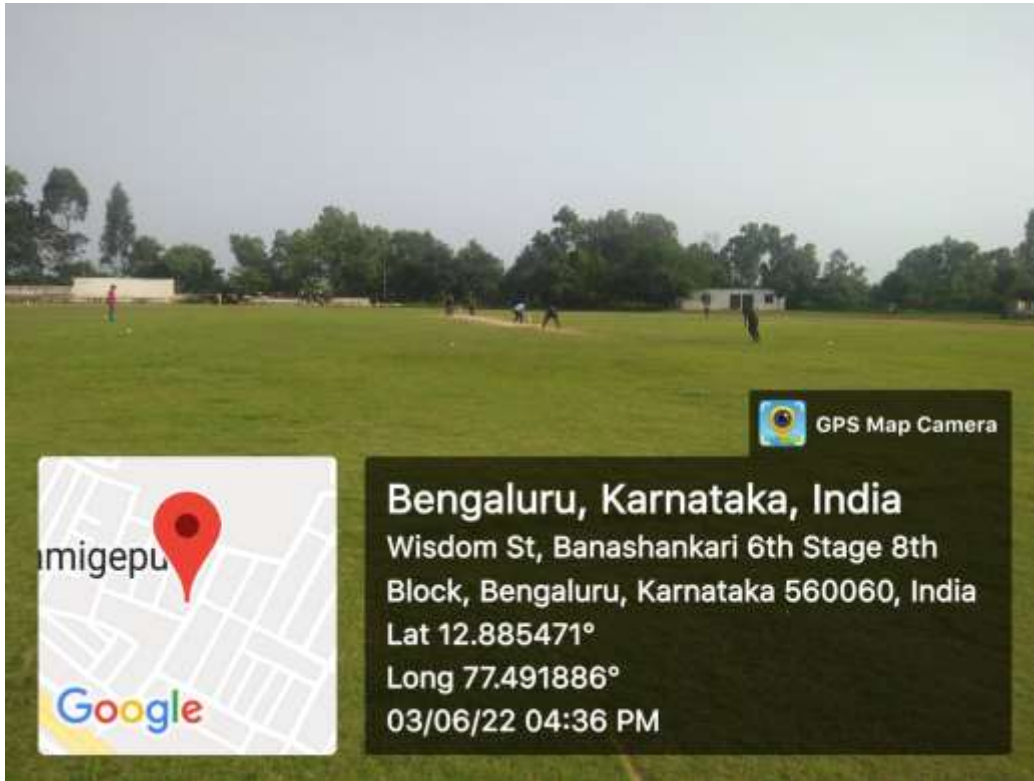 GPS Map Camera
Bengaluru, Karnataka, India
Wisdom St, Banashankari 6th Stage 8th
Block, Bengaluru, Karnataka 560060, India
Lat 12.885471°
Long 77.491886°
03/06/22 04:36 PM
imigepu
Google